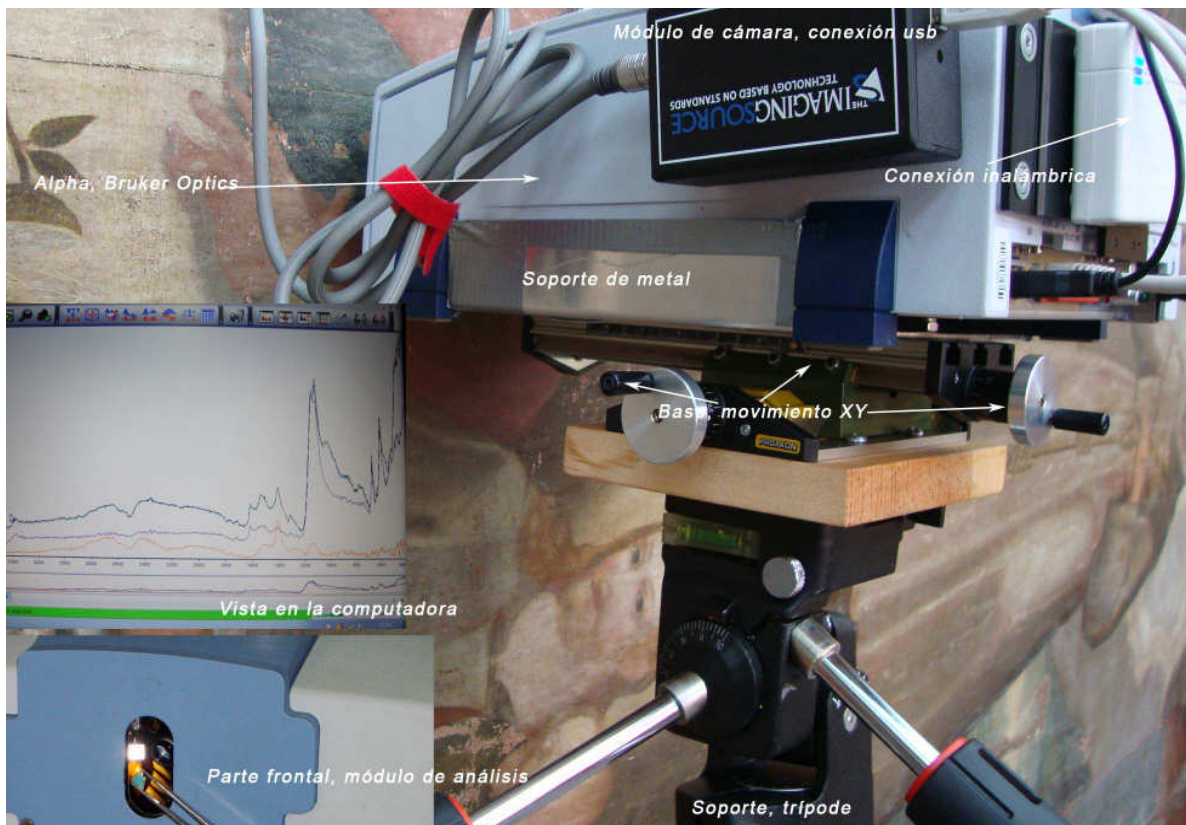 Módulo de cámara, conexión usb
THE
IMAGINGSOURCE
TECHNOLOGY BASED ON STANDARDS
Alpha, Bruker Optics
Conexión inalámbrica
Soporte de metal
Base, movimiento XY
PROXXON
Vista en la computadora
Parte frontal, módulo de análisis
Soporte, trípode